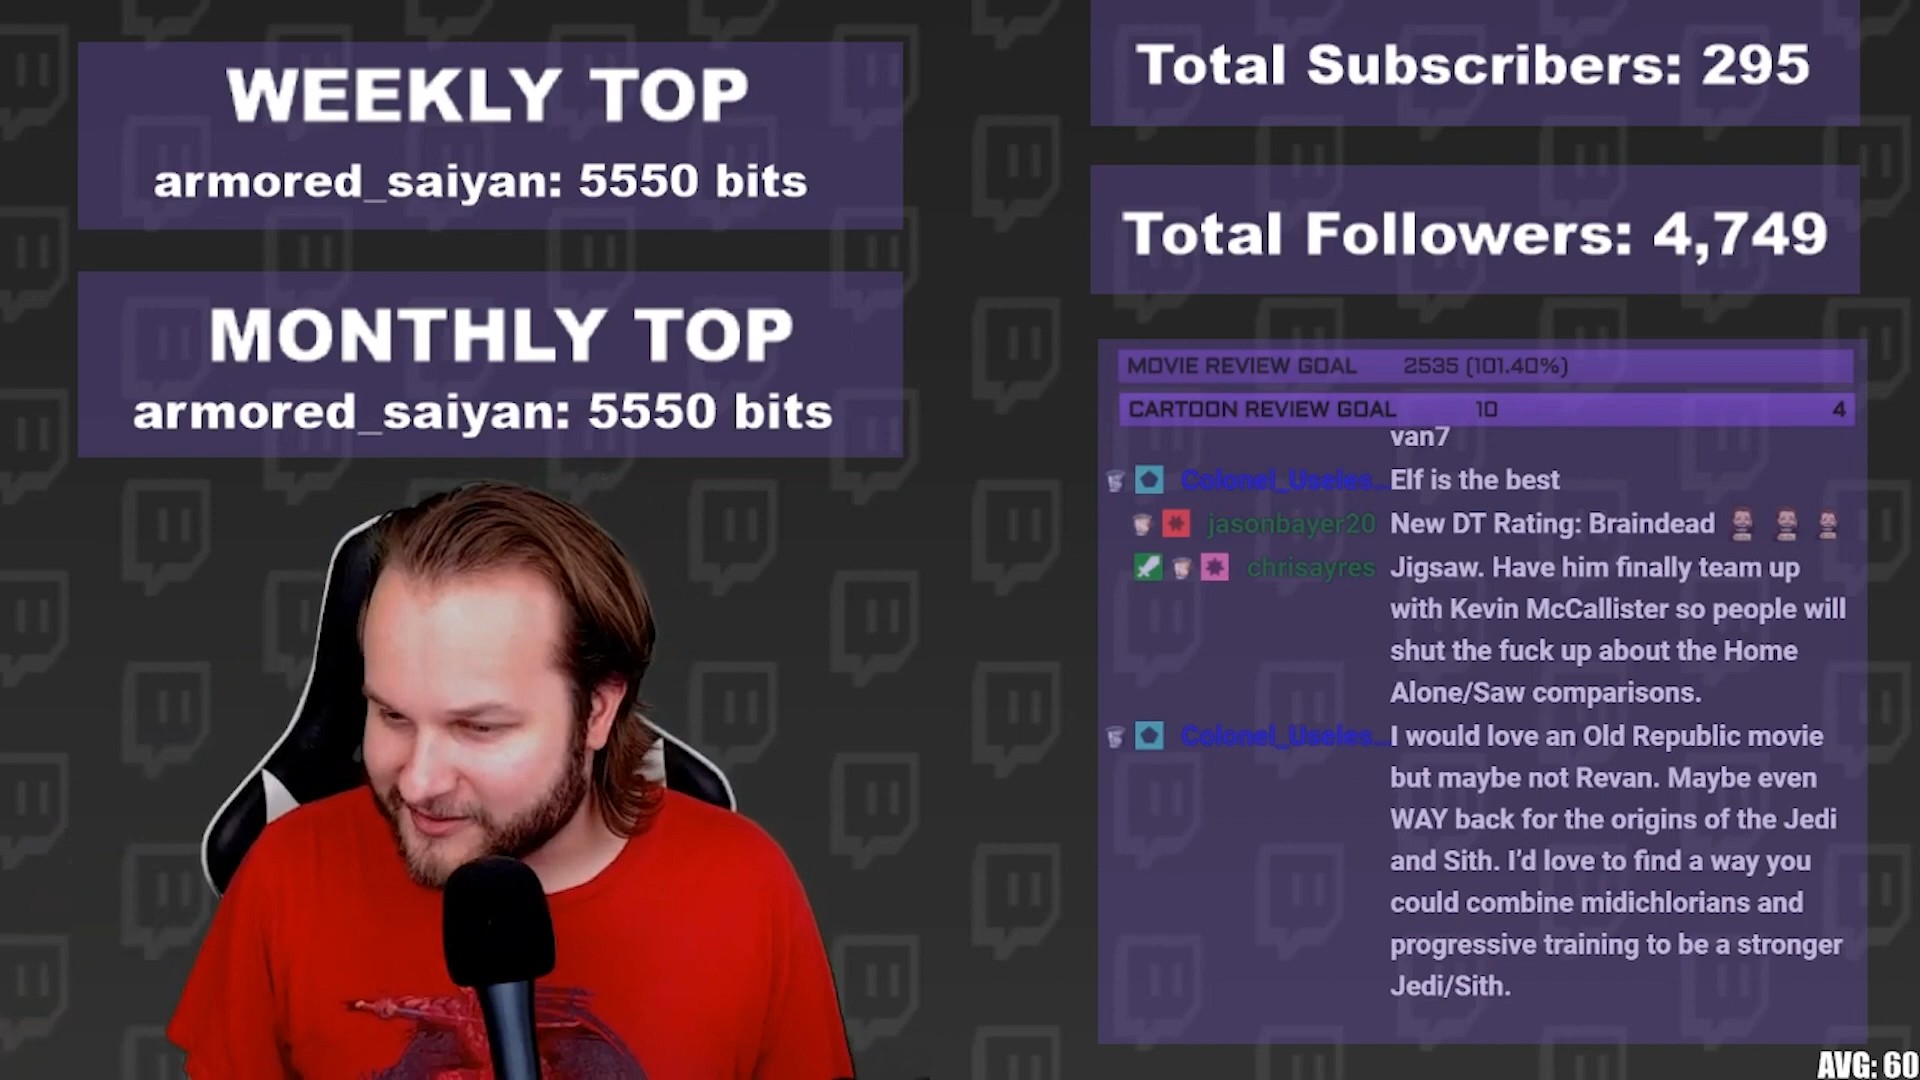 WEEKLY TOP
armored_saiyan: 5550 bits
MONTHLY TOP
armored_saiyan: 5550 bits
Total Subscribers: 295
Total Followers: 4,749
MOVIE REVIEW GOAL 2535 (101.40%)
CARTOON REVIEW GOAL 10 4
van7
Colonel_Useles... Elf is the best
jasonbayer20 New DT Rating: Braindead
chrisayres Jigsaw. Have him finally team up
with Kevin McCallister so people will
shut the fuck up about the Home
Alone/Saw comparisons.
Colonel_Useles... I would love an Old Republic movie
but maybe not Revan. Maybe even
WAY back for the origins of the Jedi
and Sith. I'd love to find a way you
could combine midichlorians and
progressive training to be a stronger
Jedi/Sith.
AVG: 60